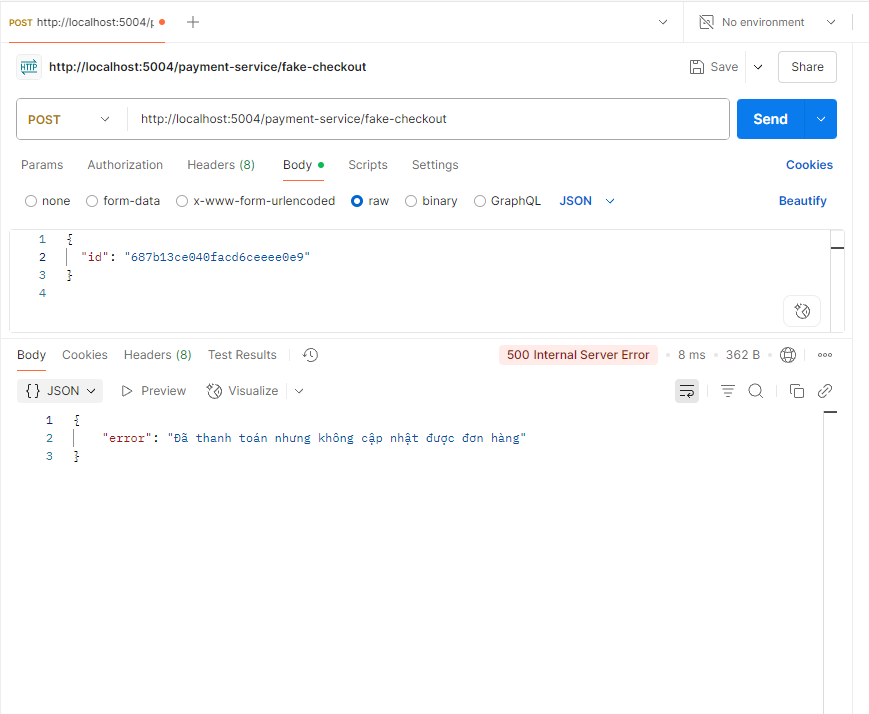 POST http://localhost:5004/p
No environment
HTTP http://localhost:5004/payment-service/fake-checkout
Save
Share
POST http://localhost:5004/payment-service/fake-checkout
Send
Params Authorization Headers (8) Body Scripts Settings Cookies
none form-data x-www-form-urlencoded raw binary GraphQL JSON Beautify
1 {
2 "id": "687b13ce040facd6ceeee0e9"
3 }
4
Body Cookies Headers (8) Test Results 500 Internal Server Error 8 ms 362 B
{} JSON Preview Visualize
1 {
2 "error": "Đã thanh toán nhưng không cập nhật được đơn hàng"
3 }